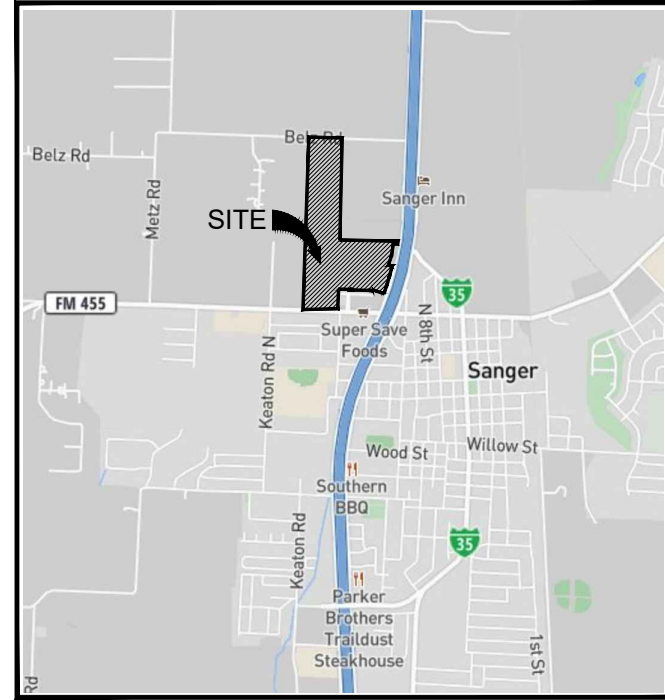 Belz Rd
Belz Rd
Metz Rd
Sanger Inn
SITE
FM 455
35
N 8th St
Super Save
Foods
Keaton Rd N
Sanger
Wood St
Willow St
Southern
BBQ
Keaton Rd
35
Parker
Brothers
Traildust
Steakhouse
1st St
Rd